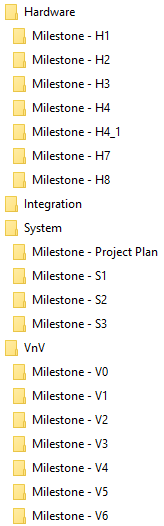 Hardware
Milestone - H1
Milestone - H2
Milestone - H3
Milestone - H4
Milestone - H4_1
Milestone - H7
Milestone - H8
Integration
System
Milestone - Project Plan
Milestone - S1
Milestone - S2
Milestone - S3
VnV
Milestone - V0
Milestone - V1
Milestone - V2
Milestone - V3
Milestone - V4
Milestone - V5
Milestone - V6